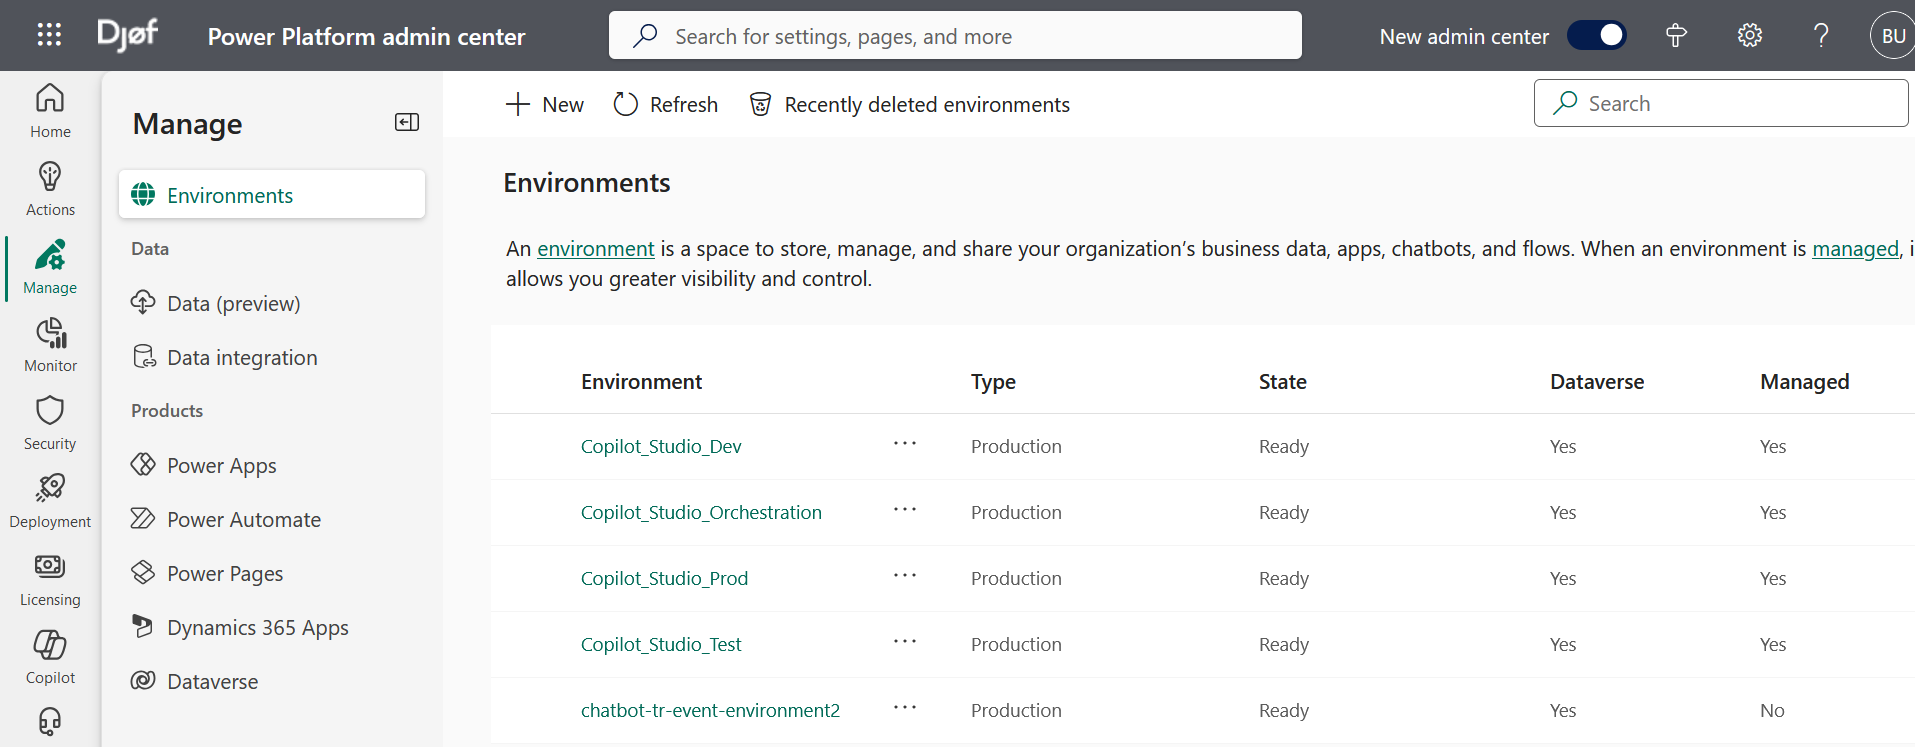 Djøf
Power Platform admin center
Search for settings, pages, and more
New admin center
BU
Home
Actions
Manage
Monitor
Security
Deployment
Licensing
Copilot
Manage
Environments
Data
Data (preview)
Data integration
Products
Power Apps
Power Automate
Power Pages
Dynamics 365 Apps
Dataverse
New Refresh Recently deleted environments
Search
Environments
An environment is a space to store, manage, and share your organization’s business data, apps, chatbots, and flows. When an environment is managed,
allows you greater visibility and control.
Environment Type State Dataverse Managed
Copilot_Studio_Dev ... Production Ready Yes Yes
Copilot_Studio_Orchestration ... Production Ready Yes Yes
Copilot_Studio_Prod ... Production Ready Yes Yes
Copilot_Studio_Test ... Production Ready Yes Yes
chatbot-tr-event-environment2 ... Production Ready Yes No